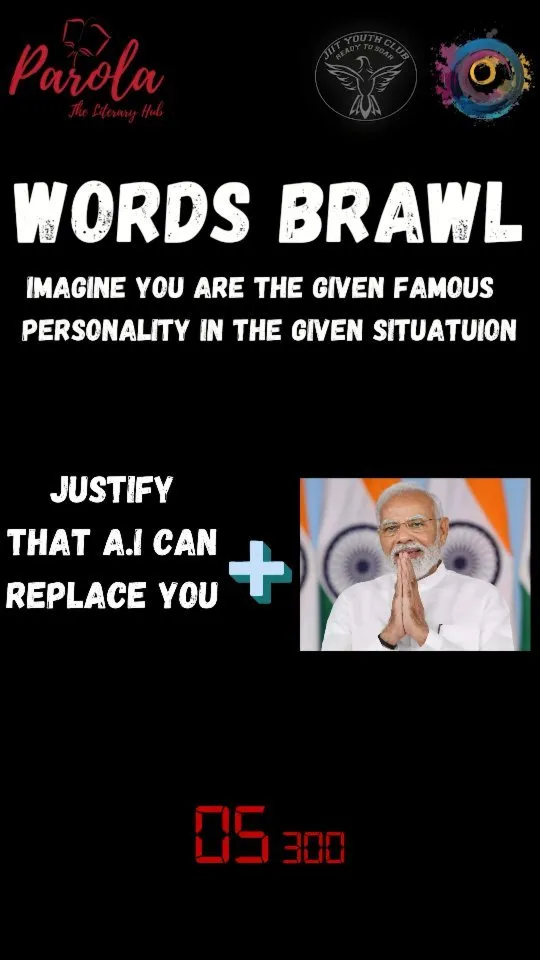 Parola
The Literary Hub
JIIT YOUTH CLUB
READY TO SOAR
WORDS BRAWL
IMAGINE YOU ARE THE GIVEN FAMOUS
PERSONALITY IN THE GIVEN SITUATUION
JUSTIFY
THAT A.I CAN
REPLACE YOU
05 300